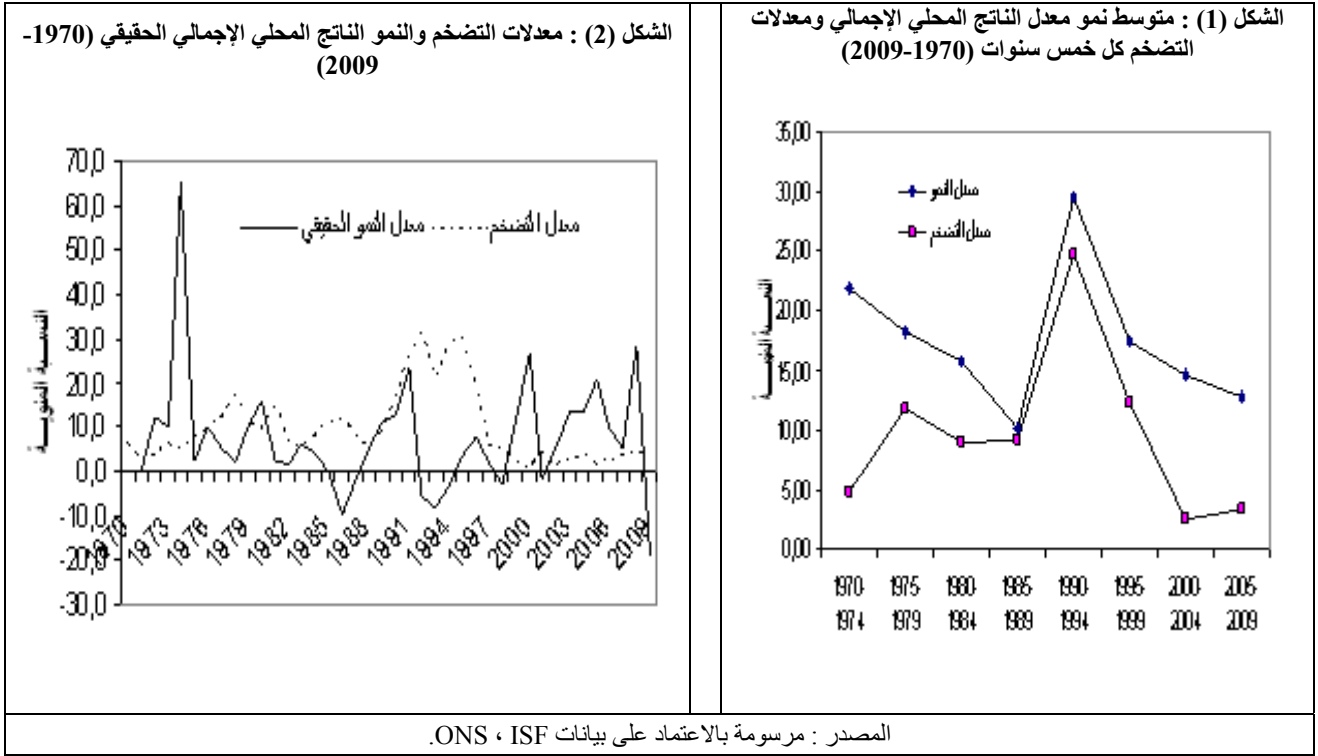 الشكل (1) : متوسط نمو معدل الناتج المحلي الإجمالي ومعدلات
التضخم كل خمس سنوات (1970-2009)
35,00
30,00
25,00
20,00
15,00
10,00
5,00
0,00
معدل النمو
معدل التضخم
النسبة المئويـــة
1970- 1975- 1980- 1985- 1990- 1995- 2000- 2005-
1974 1979 1984 1989 1994 1999 2004 2009
الشكل (2) : معدلات التضخم والنمو الناتج المحلي الإجمالي الحقيقي (1970-
2009)
70,0
60,0
50,0
40,0
30,0
20,0
10,0
0,0
-10,0
-20,0
-30,0
معدل النمو الحقيقي
معدل التضخم
النســـبة المئويـــة
1970 1973 1976 1979 1982 1985 1988 1991 1994 1997 2000 2003 2006 2009
المصدر : مرسومة بالاعتماد على بيانات ONS ، ISF.